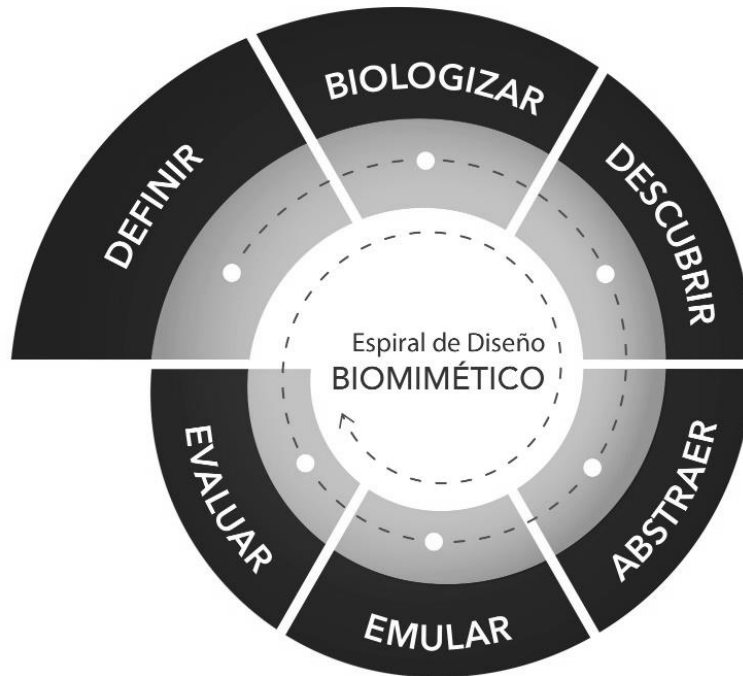 DEFINIR
BIOLOGIZAR
DESCUBRIR
ABSTRAER
EMULAR
EVALUAR
Espiral de Diseño
BIOMIMÉTICO